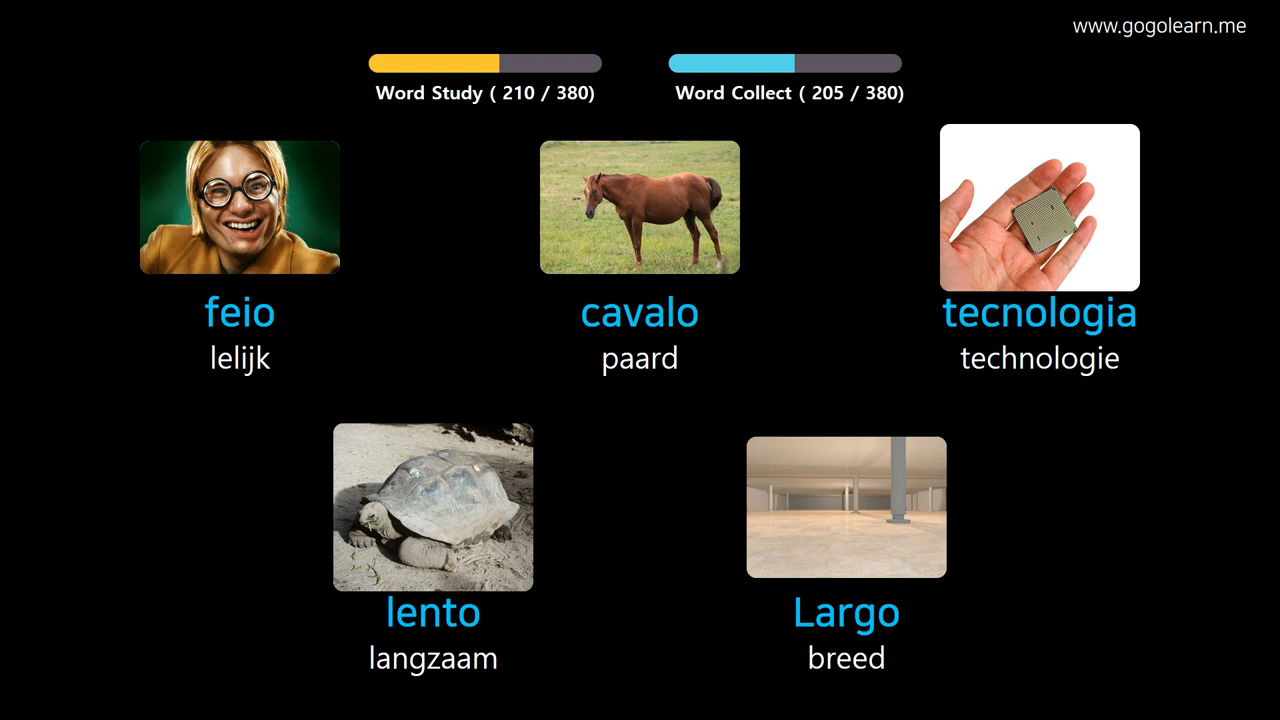 www.gogolearn.me
Word Study ( 210 / 380)
Word Collect ( 205 / 380)
feio
lelijk
cavalo
paard
tecnologia
technologie
lento
langzaam
Largo
breed